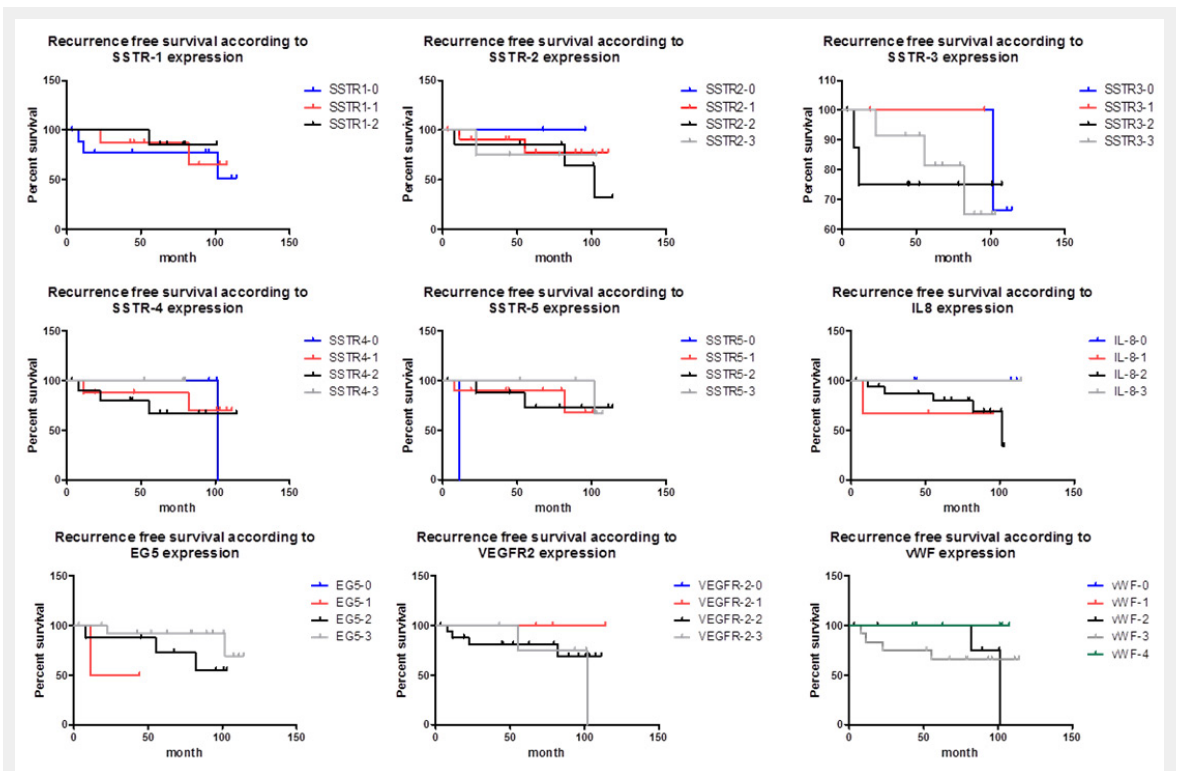 Recurrence free survival according to
SSTR-1 expression
Percent survival
150
100
50
0
0 50 100 150
month
SSTR1-0
SSTR1-1
SSTR1-2
Recurrence free survival according to
SSTR-2 expression
Percent survival
150
100
50
0
0 50 100 150
month
SSTR2-0
SSTR2-1
SSTR2-2
SSTR2-3
Recurrence free survival according to
SSTR-3 expression
Percent survival
110
100
90
80
70
60
0 50 100 150
month
SSTR3-0
SSTR3-1
SSTR3-2
SSTR3-3
Recurrence free survival according to
SSTR-4 expression
Percent survival
150
100
50
0
0 50 100 150
month
SSTR4-0
SSTR4-1
SSTR4-2
SSTR4-3
Recurrence free survival according to
SSTR-5 expression
Percent survival
150
100
50
0
0 50 100 150
month
SSTR5-0
SSTR5-1
SSTR5-2
SSTR5-3
Recurrence free survival according to
IL8 expression
Percent survival
150
100
50
0
0 50 100 150
month
IL-8-0
IL-8-1
IL-8-2
IL-8-3
Recurrence free survival according to
EG5 expression
Percent survival
150
100
50
0
0 50 100 150
month
EG5-0
EG5-1
EG5-2
EG5-3
Recurrence free survival according to
VEGFR2 expression
Percent survival
150
100
50
0
0 50 100 150
month
VEGFR-2-0
VEGFR-2-1
VEGFR-2-2
VEGFR-2-3
Recurrence free survival according to
vWF expression
Percent survival
150
100
50
0
0 50 100 150
month
vWF-0
vWF-1
vWF-2
vWF-3
vWF-4